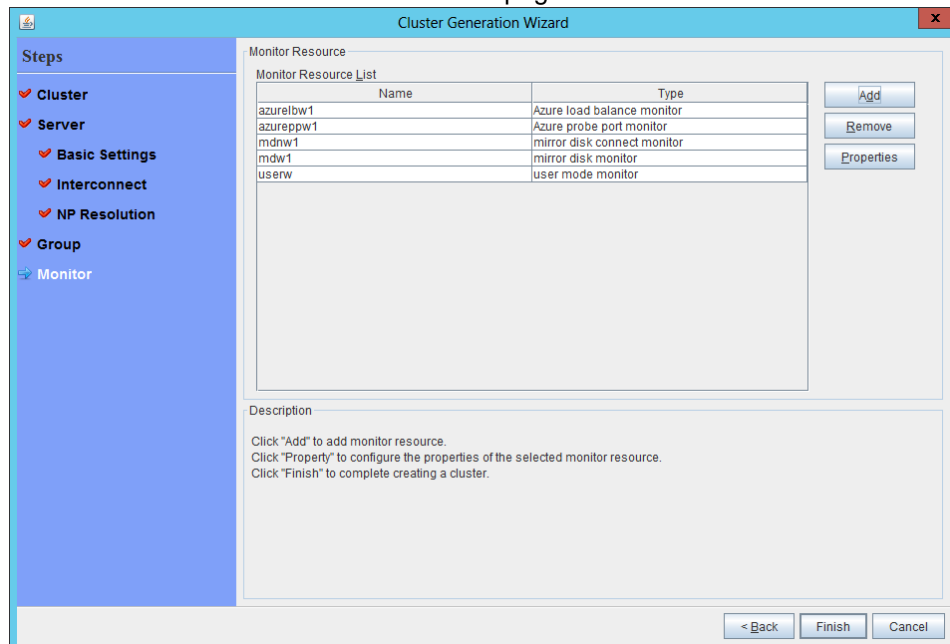 Cluster Generation Wizard
x
Steps
Cluster
Server
Basic Settings
Interconnect
NP Resolution
Group
Monitor
Monitor Resource
Monitor Resource List
Name Type
azurelbw1 Azure load balance monitor
azureppw1 Azure probe port monitor
mdnw1 mirror disk connect monitor
mdw1 mirror disk monitor
userw user mode monitor
Add
Remove
Properties
Description
Click "Add" to add monitor resource.
Click "Property" to configure the properties of the selected monitor resource.
Click "Finish" to complete creating a cluster.
< Back Finish Cancel